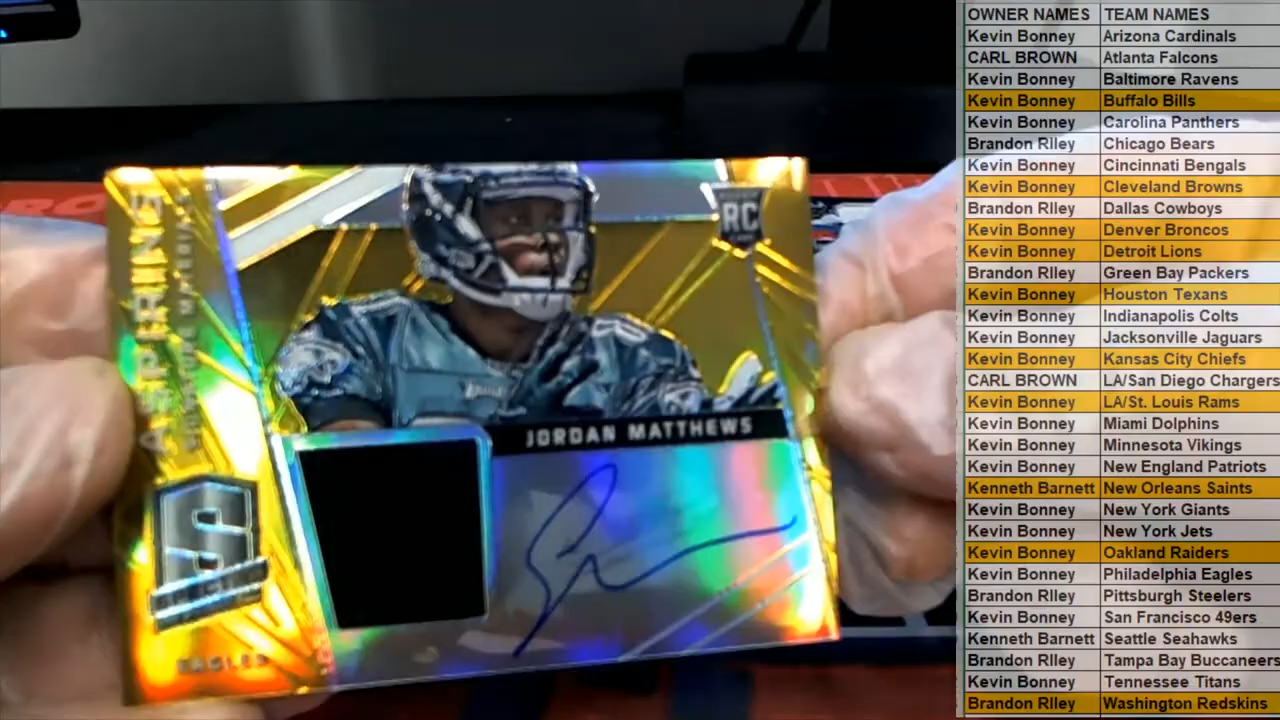 ASPIRING
SIGNATURE MATERIALS
RC
JORDAN MATTHEWS
EAGLES
OWNER NAMES TEAM NAMES
Kevin Bonney Arizona Cardinals
CARL BROWN Atlanta Falcons
Kevin Bonney Baltimore Ravens
Kevin Bonney Buffalo Bills
Kevin Bonney Carolina Panthers
Brandon RIley Chicago Bears
Kevin Bonney Cincinnati Bengals
Kevin Bonney Cleveland Browns
Brandon RIley Dallas Cowboys
Kevin Bonney Denver Broncos
Kevin Bonney Detroit Lions
Brandon RIley Green Bay Packers
Kevin Bonney Houston Texans
Kevin Bonney Indianapolis Colts
Kevin Bonney Jacksonville Jaguars
Kevin Bonney Kansas City Chiefs
CARL BROWN LA/San Diego Chargers
Kevin Bonney LA/St. Louis Rams
Kevin Bonney Miami Dolphins
Kevin Bonney Minnesota Vikings
Kevin Bonney New England Patriots
Kenneth Barnett New Orleans Saints
Kevin Bonney New York Giants
Kevin Bonney New York Jets
Kevin Bonney Oakland Raiders
Kevin Bonney Philadelphia Eagles
Brandon RIley Pittsburgh Steelers
Kevin Bonney San Francisco 49ers
Kenneth Barnett Seattle Seahawks
Brandon RIley Tampa Bay Buccaneers
Kevin Bonney Tennessee Titans
Brandon RIley Washington Redskins